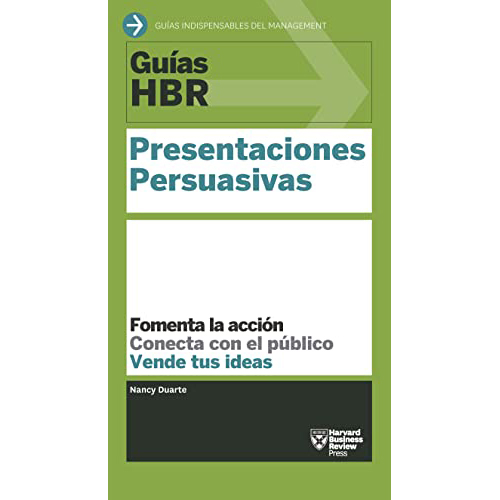 GUÍAS INDISPENSABLES DEL MANAGEMENT
Guías
HBR
Presentaciones
Persuasivas
Fomenta la acción
Conecta con el público
Vende tus ideas
Nancy Duarte
Harvard
Business
Review
Press